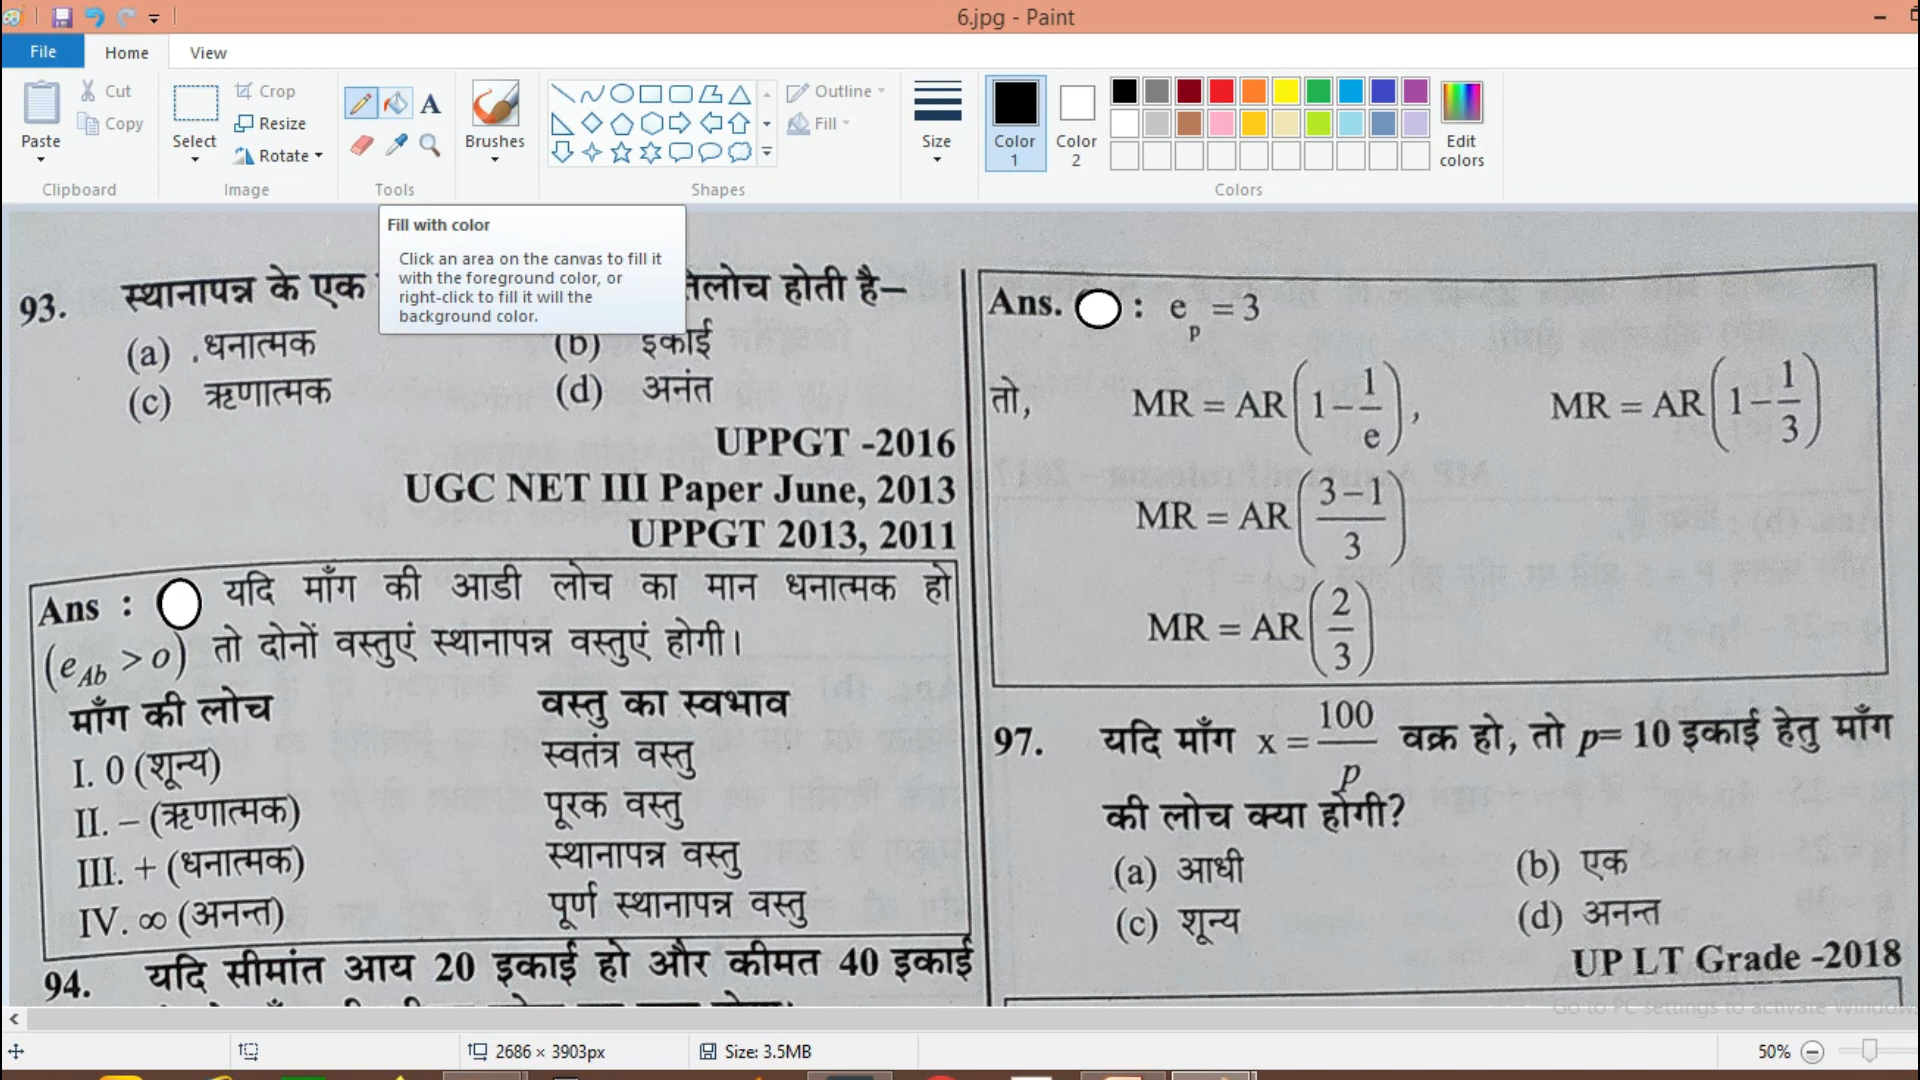 6.jpg - Paint
File Home View
Paste Cut Copy
Select Crop Resize Rotate
A
Brushes
Outline
Fill
Size
Color 1
Color 2
Edit colors
Clipboard Image Tools Shapes Colors
Fill with color
Click an area on the canvas to fill it
with the foreground color, or
right-click to fill it will the
background color.
93. स्थानापन्न के एक होती है–
(a) धनात्मक (b) इकाई
(c) ऋणात्मक (d) अनंत
UPPGT -2016
UGC NET III Paper June, 2013
UPPGT 2013, 2011
Ans : यदि माँग की आडी लोच का मान धनात्मक हो
(e_Ab > o) तो दोनों वस्तुएं स्थानापन्न वस्तुएं होगी।
माँग की लोच वस्तु का स्वभाव
I. 0 (शून्य) स्वतंत्र वस्तु
II. – (ऋणात्मक) पूरक वस्तु
III. + (धनात्मक) स्थानापन्न वस्तु
IV. ∞ (अनन्त) पूर्ण स्थानापन्न वस्तु
94. यदि सीमांत आय 20 इकाई हो और कीमत 40 इकाई
Ans. : e_p = 3
तो, MR = AR(1 – 1/e), MR = AR(1 – 1/3)
MR = AR((3 – 1)/3)
MR = AR(2/3)
97. यदि माँग x = 100/p वक्र हो, तो p= 10 इकाई हेतु माँग
की लोच क्या होगी?
(a) आधी (b) एक
(c) शून्य (d) अनन्त
UP LT Grade -2018
Go to PC settings to activate Windows
2686 × 3903px Size: 3.5MB 50%